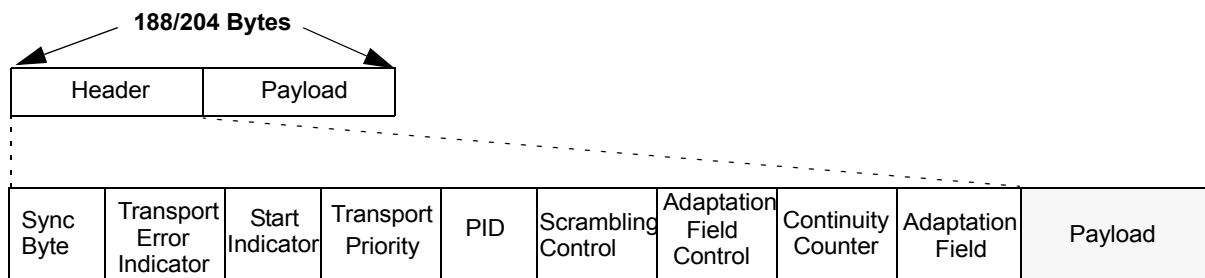 188/204 Bytes
Header
Payload
Sync
Byte
Transport
Error
Indicator
Start
Indicator
Transport
Priority
PID
Scrambling
Control
Adaptation
Field
Control
Continuity
Counter
Adaptation
Field
Payload